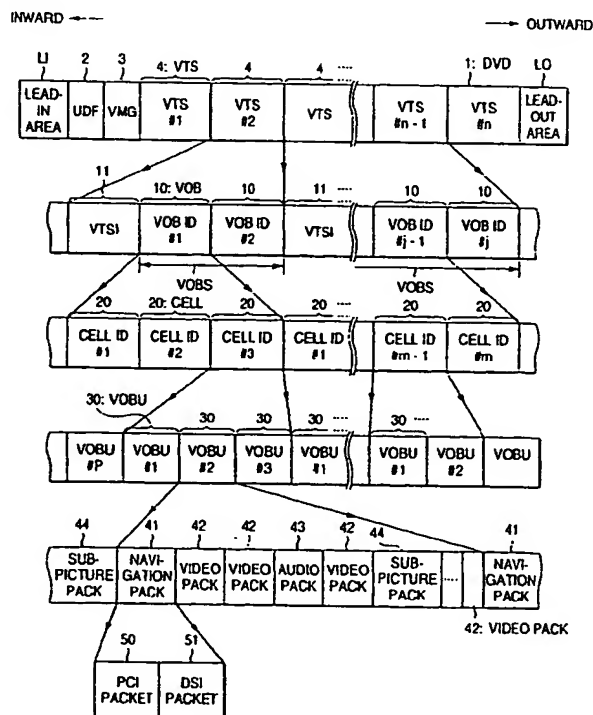 INWARD
OUTWARD
LI 2 3 4: VTS 4 4 1: DVD LO
LEAD-IN AREA UDF VMG VTS #1 VTS #2 VTS VTS #n - 1 VTS #n LEAD-OUT AREA
11 10: VOB 10 11 10 10
VTSI VOB ID #1 VOB ID #2 VTSI VOB ID #j - 1 VOB ID #j
VOBS VOBS
20 20: CELL 20 20 20 20
CELL ID #1 CELL ID #2 CELL ID #3 CELL ID #1 CELL ID #m - 1 CELL ID #m
30: VOBU 30 30 30 30
VOBU #P VOBU #1 VOBU #2 VOBU #3 VOBU #1 VOBU #1 VOBU #2 VOBU
44 41 42 42 43 42 44 41
SUB-PICTURE PACK NAVI-GATION PACK VIDEO PACK VIDEO PACK AUDIO PACK VIDEO PACK SUB-PICTURE PACK NAVI-GATION PACK
42: VIDEO PACK
50 51
PCI PACKET DSI PACKET